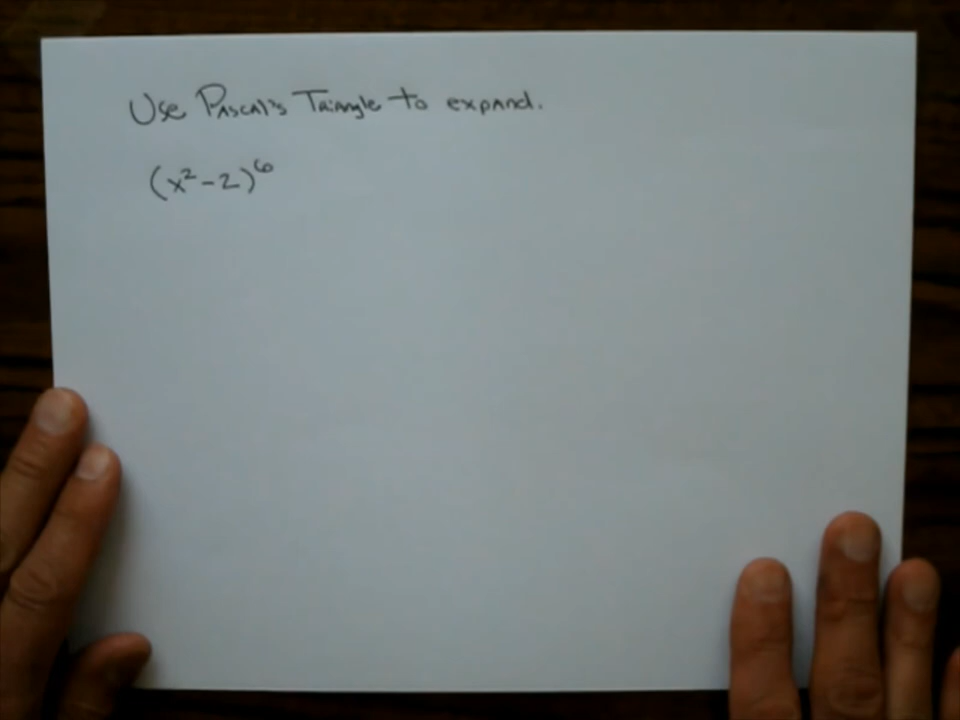 Use Pascal's Triangle to expand.
(x² - 2)⁶